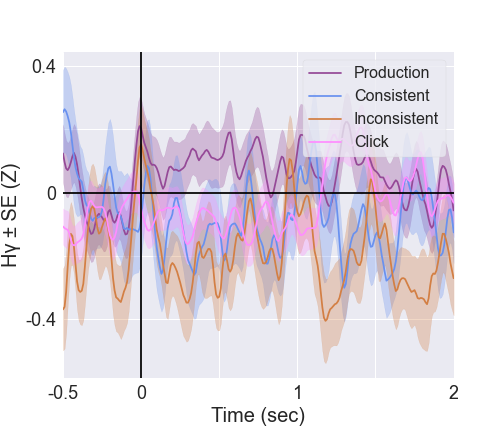 Production
Consistent
Inconsistent
Click
Hγ ± SE (Z)
0.4
0
-0.4
-0.5 0 1 2
Time (sec)